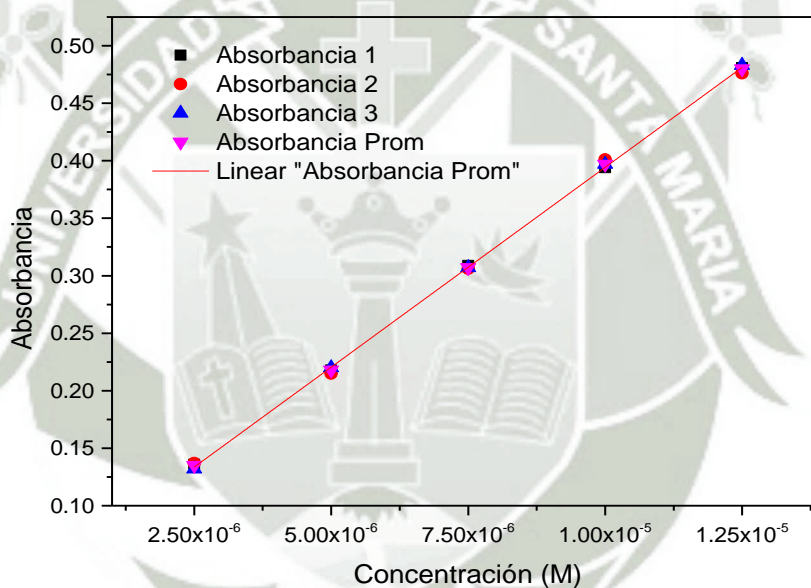 UNIVERSIDAD
SANTA MARIA
Absorbancia 1
Absorbancia 2
Absorbancia 3
Absorbancia Prom
Linear "Absorbancia Prom"
Absorbancia
0.50
0.45
0.40
0.35
0.30
0.25
0.20
0.15
0.10
2.50x10⁻⁶ 5.00x10⁻⁶ 7.50x10⁻⁶ 1.00x10⁻⁵ 1.25x10⁻⁵
Concentración (M)